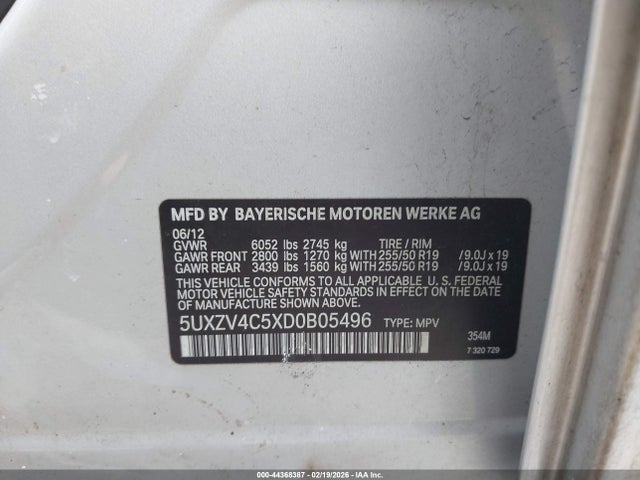 MFD BY BAYERISCHE MOTOREN WERKE AG
06/12
GVWR 6052 lbs 2745 kg TIRE / RIM
GAWR FRONT 2800 lbs 1270 kg WITH 255/50 R19 /9.0J x 19
GAWR REAR 3439 lbs 1560 kg WITH 255/50 R19 /9.0J x 19
THIS VEHICLE CONFORMS TO ALL APPLICABLE U. S. FEDERAL
MOTOR VEHICLE SAFETY STANDARDS IN EFFECT ON THE DATE
OF MANUFACTURE SHOWN ABOVE.
5UXZV4C5XD0B05496 TYPE: MPV
354M
7 320 729
000-44368387 - 02/19/2026 - IAA, Inc.